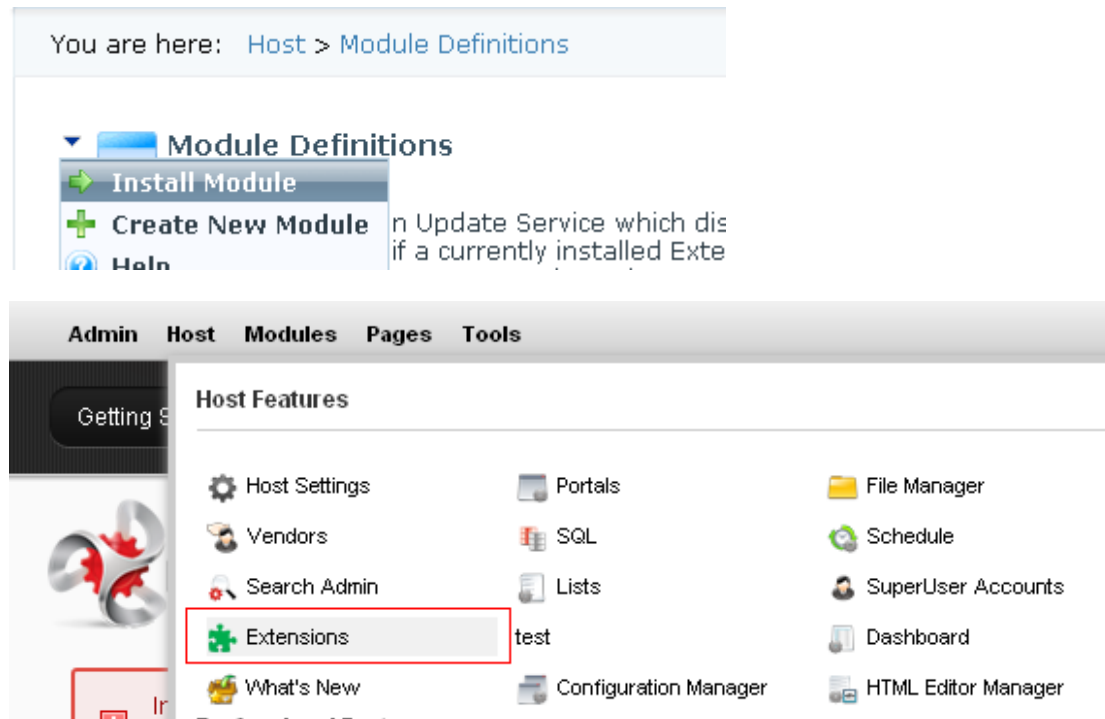 You are here: Host > Module Definitions
Module Definitions
Install Module
Create New Module
n Update Service which dis
if a currently installed Exte
Help
Admin Host Modules Pages Tools
Getting S
Host Features
Host Settings Portals File Manager
Vendors SQL Schedule
Search Admin Lists SuperUser Accounts
Extensions test Dashboard
What's New Configuration Manager HTML Editor Manager
In